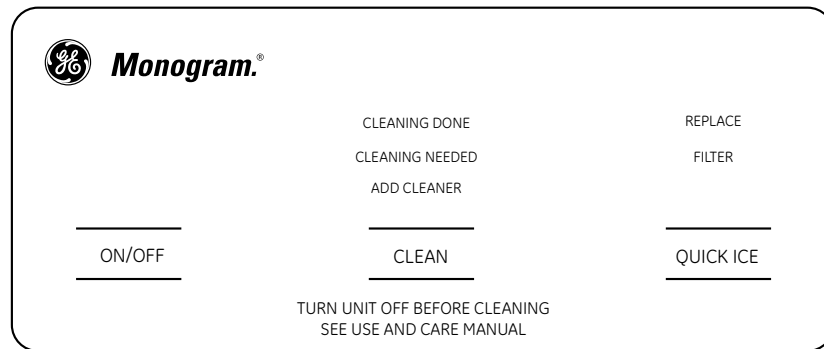 GE Monogram.®
CLEANING DONE
CLEANING NEEDED
ADD CLEANER
REPLACE
FILTER
ON/OFF
CLEAN
QUICK ICE
TURN UNIT OFF BEFORE CLEANING
SEE USE AND CARE MANUAL